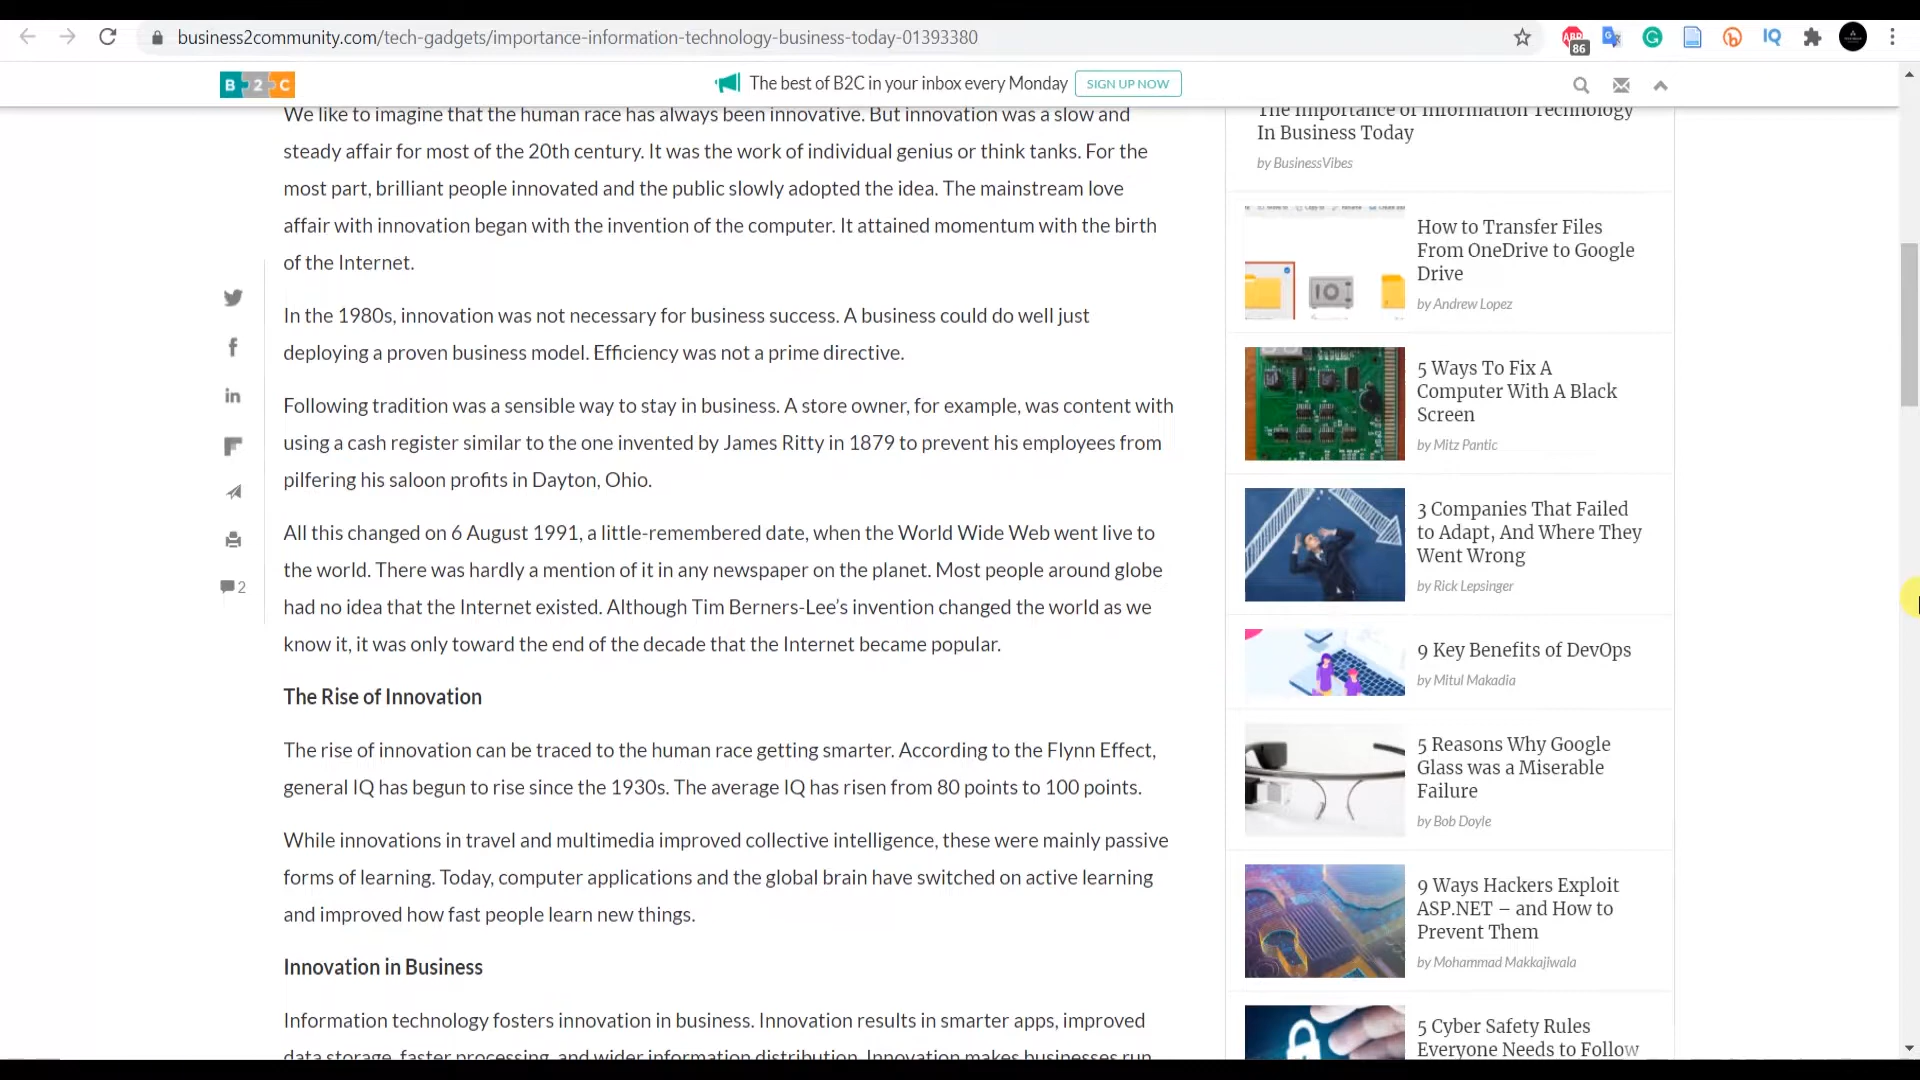 business2community.com/tech-gadgets/importance-information-technology-business-today-01393380
ABP
86
G
b
IQ
B 2 C
The best of B2C in your inbox every Monday
SIGN UP NOW
We like to imagine that the human race has always been innovative. But innovation was a slow and
steady affair for most of the 20th century. It was the work of individual genius or think tanks. For the
most part, brilliant people innovated and the public slowly adopted the idea. The mainstream love
affair with innovation began with the invention of the computer. It attained momentum with the birth
of the Internet.
In the 1980s, innovation was not necessary for business success. A business could do well just
deploying a proven business model. Efficiency was not a prime directive.
Following tradition was a sensible way to stay in business. A store owner, for example, was content with
using a cash register similar to the one invented by James Ritty in 1879 to prevent his employees from
pilfering his saloon profits in Dayton, Ohio.
All this changed on 6 August 1991, a little-remembered date, when the World Wide Web went live to
the world. There was hardly a mention of it in any newspaper on the planet. Most people around globe
had no idea that the Internet existed. Although Tim Berners-Lee’s invention changed the world as we
know it, it was only toward the end of the decade that the Internet became popular.
The Rise of Innovation
The rise of innovation can be traced to the human race getting smarter. According to the Flynn Effect,
general IQ has begun to rise since the 1930s. The average IQ has risen from 80 points to 100 points.
While innovations in travel and multimedia improved collective intelligence, these were mainly passive
forms of learning. Today, computer applications and the global brain have switched on active learning
and improved how fast people learn new things.
Innovation in Business
Information technology fosters innovation in business. Innovation results in smarter apps, improved
data storage, faster processing, and wider information distribution. Innovation makes businesses run
2
The Importance of Information Technology
In Business Today
by BusinessVibes
How to Transfer Files
From OneDrive to Google
Drive
by Andrew Lopez
5 Ways To Fix A
Computer With A Black
Screen
by Mitz Pantic
3 Companies That Failed
to Adapt, And Where They
Went Wrong
by Rick Lepsinger
9 Key Benefits of DevOps
by Mitul Makadia
5 Reasons Why Google
Glass was a Miserable
Failure
by Bob Doyle
9 Ways Hackers Exploit
ASP.NET – and How to
Prevent Them
by Mohammad Makkajiwala
5 Cyber Safety Rules
Everyone Needs to Follow